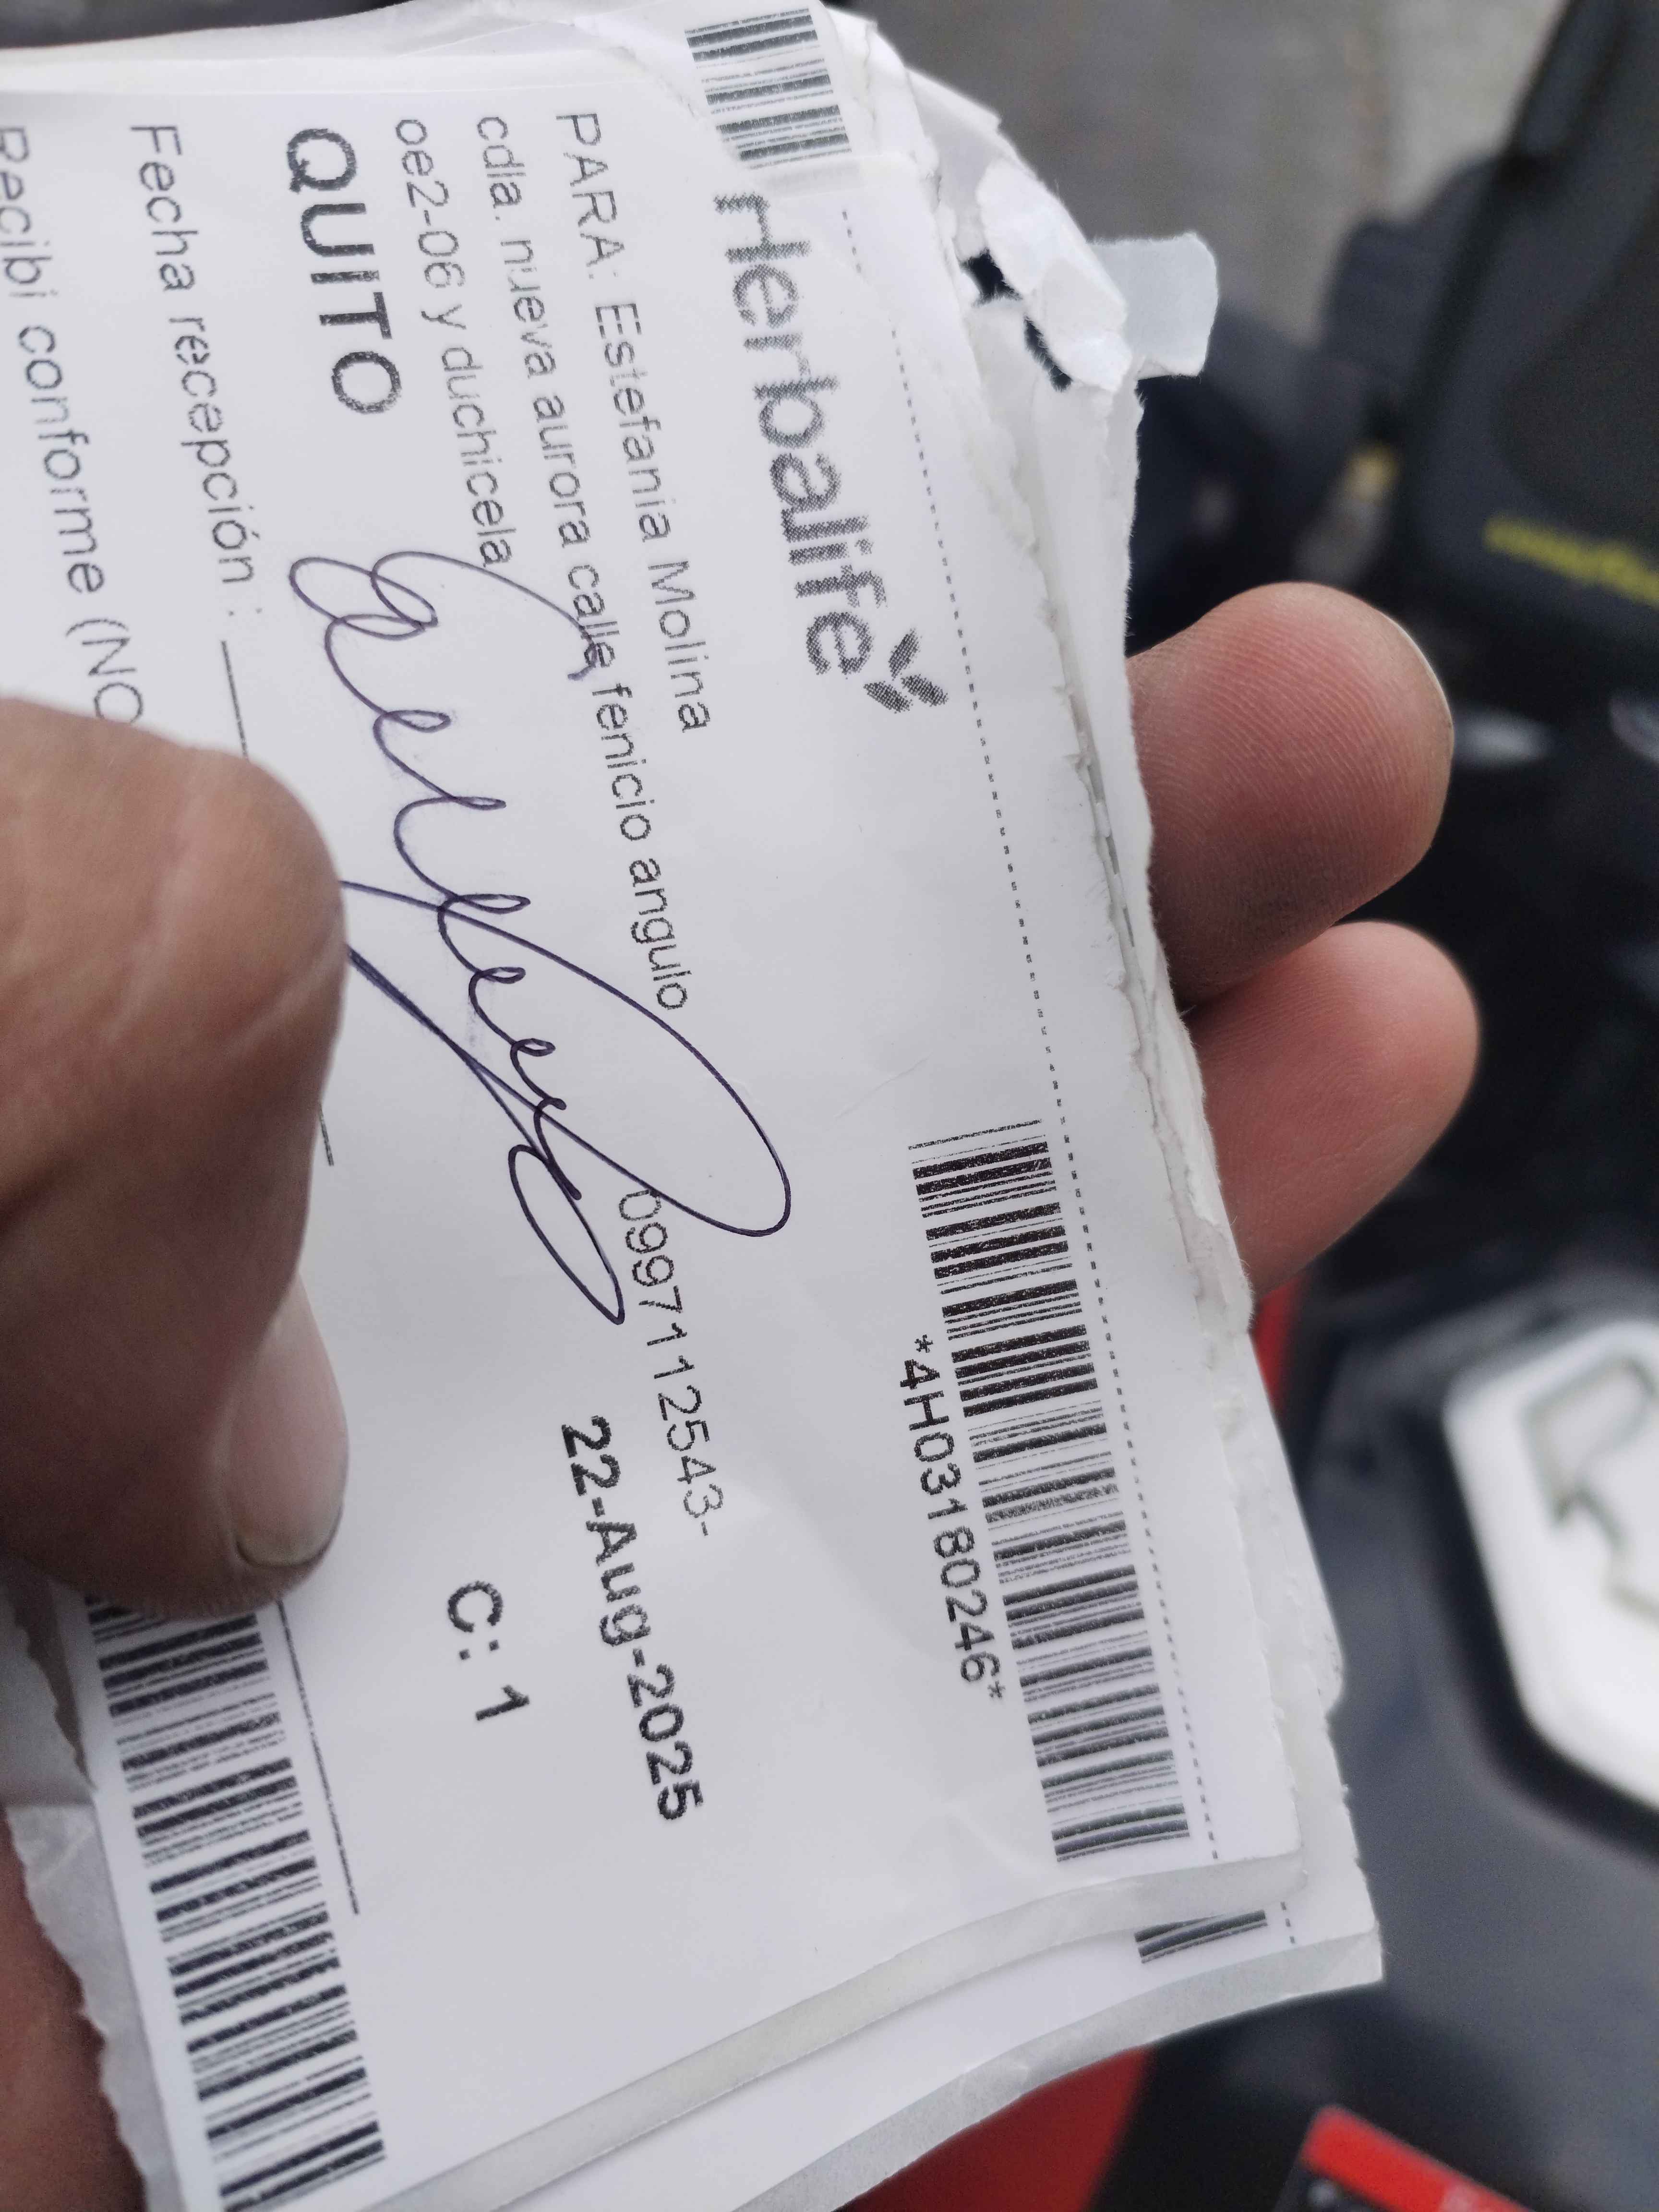 Herbalife
*4H03180246*
PARA: Estefania Molina
0997112543-
cdla. nueva aurora calle fenicio angulo
oe2-06 y duchicela
22-Aug-2025
QUITO
C: 1
Fecha recepción :
Recibi conforme (NO